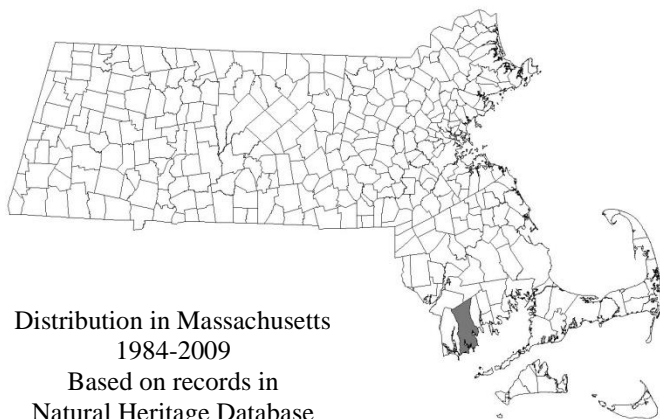 Distribution in Massachusetts
1984-2009
Based on records in
Natural Heritage Database